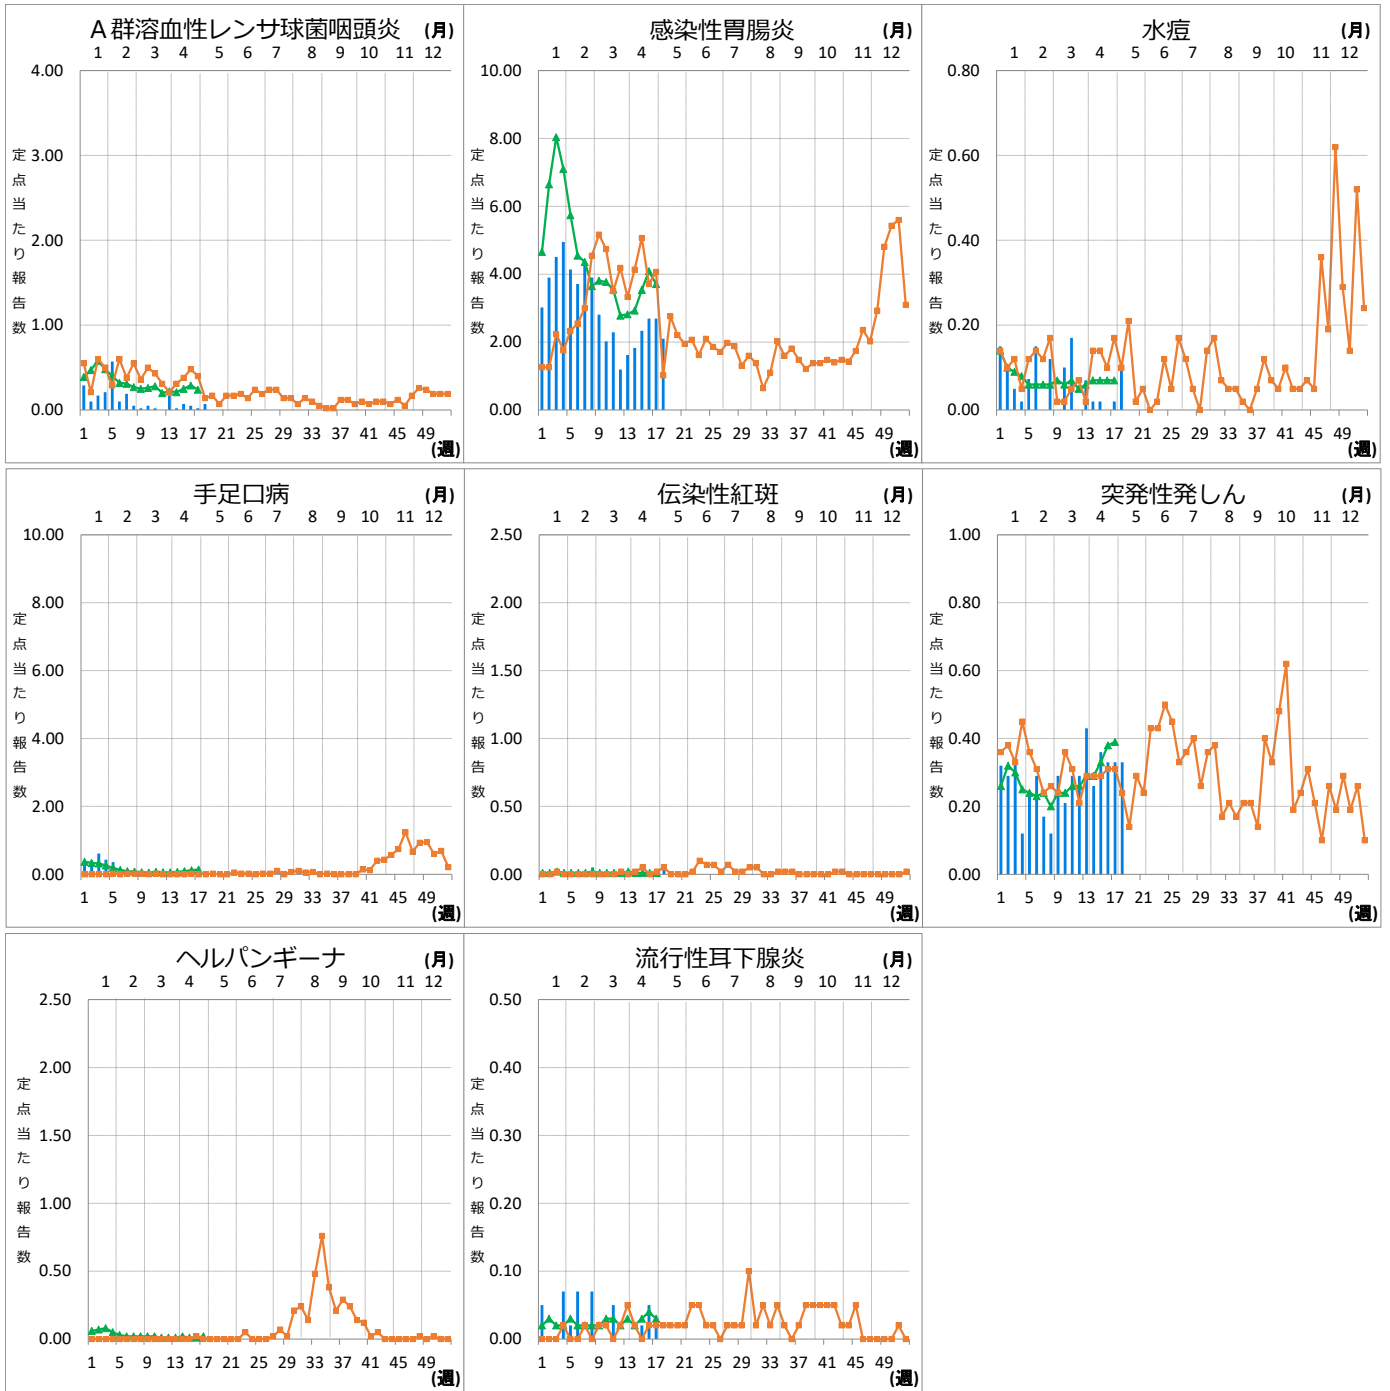 A群溶血性レンサ球菌咽頭炎 (月)
1 2 3 4 5 6 7 8 9 10 11 12
4.00
3.00
2.00
1.00
0.00
定点当たり報告数
1 5 9 13 17 21 25 29 33 37 41 45 49
(週)
感染性胃腸炎 (月)
1 2 3 4 5 6 7 8 9 10 11 12
10.00
8.00
6.00
4.00
2.00
0.00
定点当たり報告数
1 5 9 13 17 21 25 29 33 37 41 45 49
(週)
水痘 (月)
1 2 3 4 5 6 7 8 9 10 11 12
0.80
0.60
0.40
0.20
0.00
定点当たり報告数
1 5 9 13 17 21 25 29 33 37 41 45 49
(週)
手足口病 (月)
1 2 3 4 5 6 7 8 9 10 11 12
10.00
8.00
6.00
4.00
2.00
0.00
定点当たり報告数
1 5 9 13 17 21 25 29 33 37 41 45 49
(週)
伝染性紅斑 (月)
1 2 3 4 5 6 7 8 9 10 11 12
2.50
2.00
1.50
1.00
0.50
0.00
定点当たり報告数
1 5 9 13 17 21 25 29 33 37 41 45 49
(週)
突発性発しん (月)
1 2 3 4 5 6 7 8 9 10 11 12
1.00
0.80
0.60
0.40
0.20
0.00
定点当たり報告数
1 5 9 13 17 21 25 29 33 37 41 45 49
(週)
ヘルパンギーナ (月)
1 2 3 4 5 6 7 8 9 10 11 12
2.50
2.00
1.50
1.00
0.50
0.00
定点当たり報告数
1 5 9 13 17 21 25 29 33 37 41 45 49
(週)
流行性耳下腺炎 (月)
1 2 3 4 5 6 7 8 9 10 11 12
0.50
0.40
0.30
0.20
0.10
0.00
定点当たり報告数
1 5 9 13 17 21 25 29 33 37 41 45 49
(週)